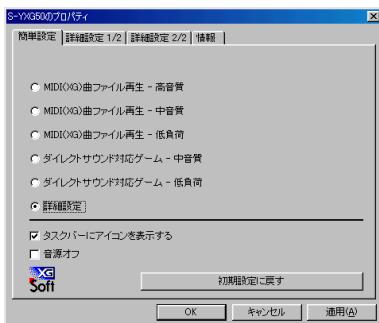 S-YXG50のプロパティ
簡単設定 詳細設定 1/2 詳細設定 2/2 情報
MIDI(XG)曲ファイル再生 - 高音質
MIDI(XG)曲ファイル再生 - 中音質
MIDI(XG)曲ファイル再生 - 低負荷
ダイレクトサウンド対応ゲーム - 中音質
ダイレクトサウンド対応ゲーム - 低負荷
詳細設定
タスクバーにアイコンを表示する
音源オフ
XG
Soft
初期設定に戻す
OK キャンセル 適用(A)